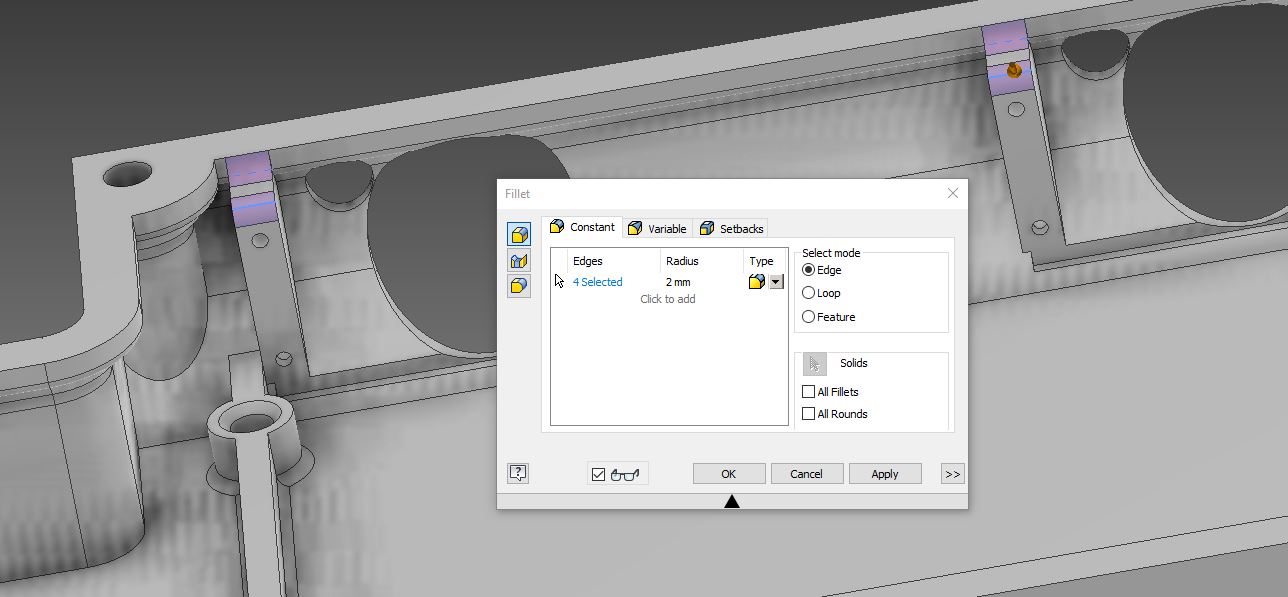 Fillet
Constant
Variable
Setbacks
Edges Radius Type
4 Selected 2 mm
Click to add
Select mode
Edge
Loop
Feature
Solids
All Fillets
All Rounds
?
OK
Cancel
Apply
>>